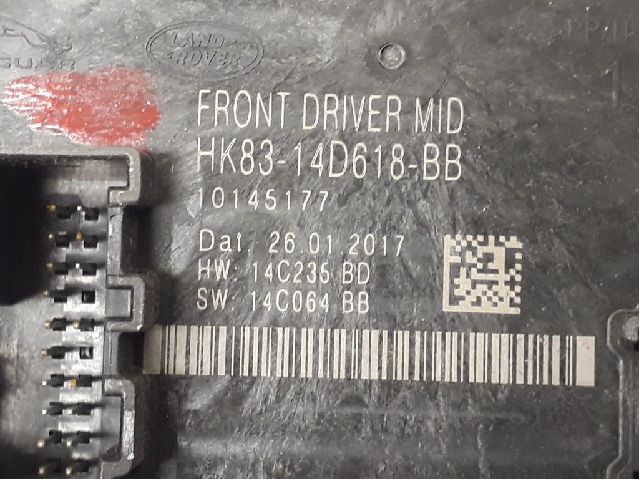 LAND
ROVER
FRONT DRIVER MID
HK83-14D618-BB
10145177
Dat. 26.01.2017
HW: 14C235 BD
SW: 14C064 BB